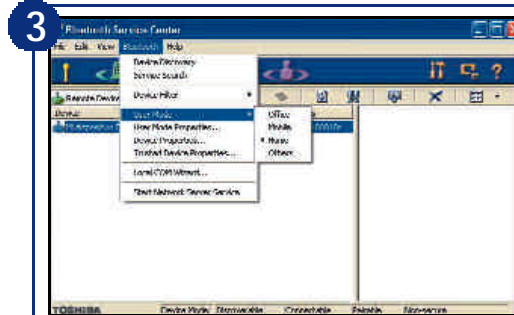 3
Bluetooth Service Center
File Edit View Bluetooth Help
Device Discovery
Service Search
Device Filter
User Mode
User Mode Properties...
Device Properties...
Trusted Device Properties...
Local COM Wizard...
Start Network Server Service
Office
Mobile
Home
Others
Remote Device
Device
TOSHIBA
Device Mode: Discoverable Connectable Pairable Non-secure